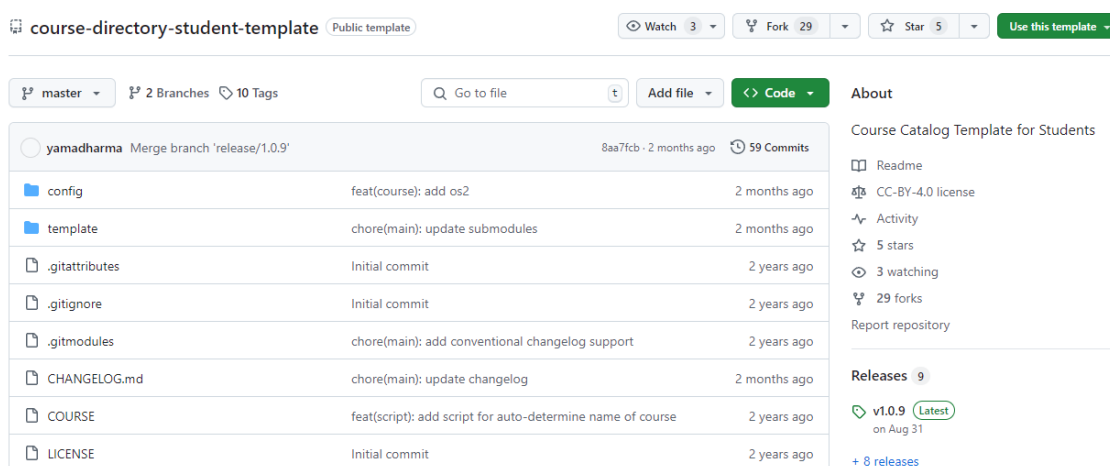 course-directory-student-template Public template Watch 3 Fork 29 Star 5 Use this template
master 2 Branches 10 Tags Go to file t Add file Code
yamadharma Merge branch 'release/1.0.9' 8aa7fcb · 2 months ago 59 Commits
config feat(course): add os2 2 months ago
template chore(main): update submodules 2 months ago
.gitattributes Initial commit 2 years ago
.gitignore Initial commit 2 years ago
.gitmodules chore(main): add conventional changelog support 2 years ago
CHANGELOG.md chore(main): update changelog 2 months ago
COURSE feat(script): add script for auto-determine name of course 2 years ago
LICENSE Initial commit 2 years ago
About
Course Catalog Template for Students
Readme
CC-BY-4.0 license
Activity
5 stars
3 watching
29 forks
Report repository
Releases 9
v1.0.9 Latest
on Aug 31
+ 8 releases